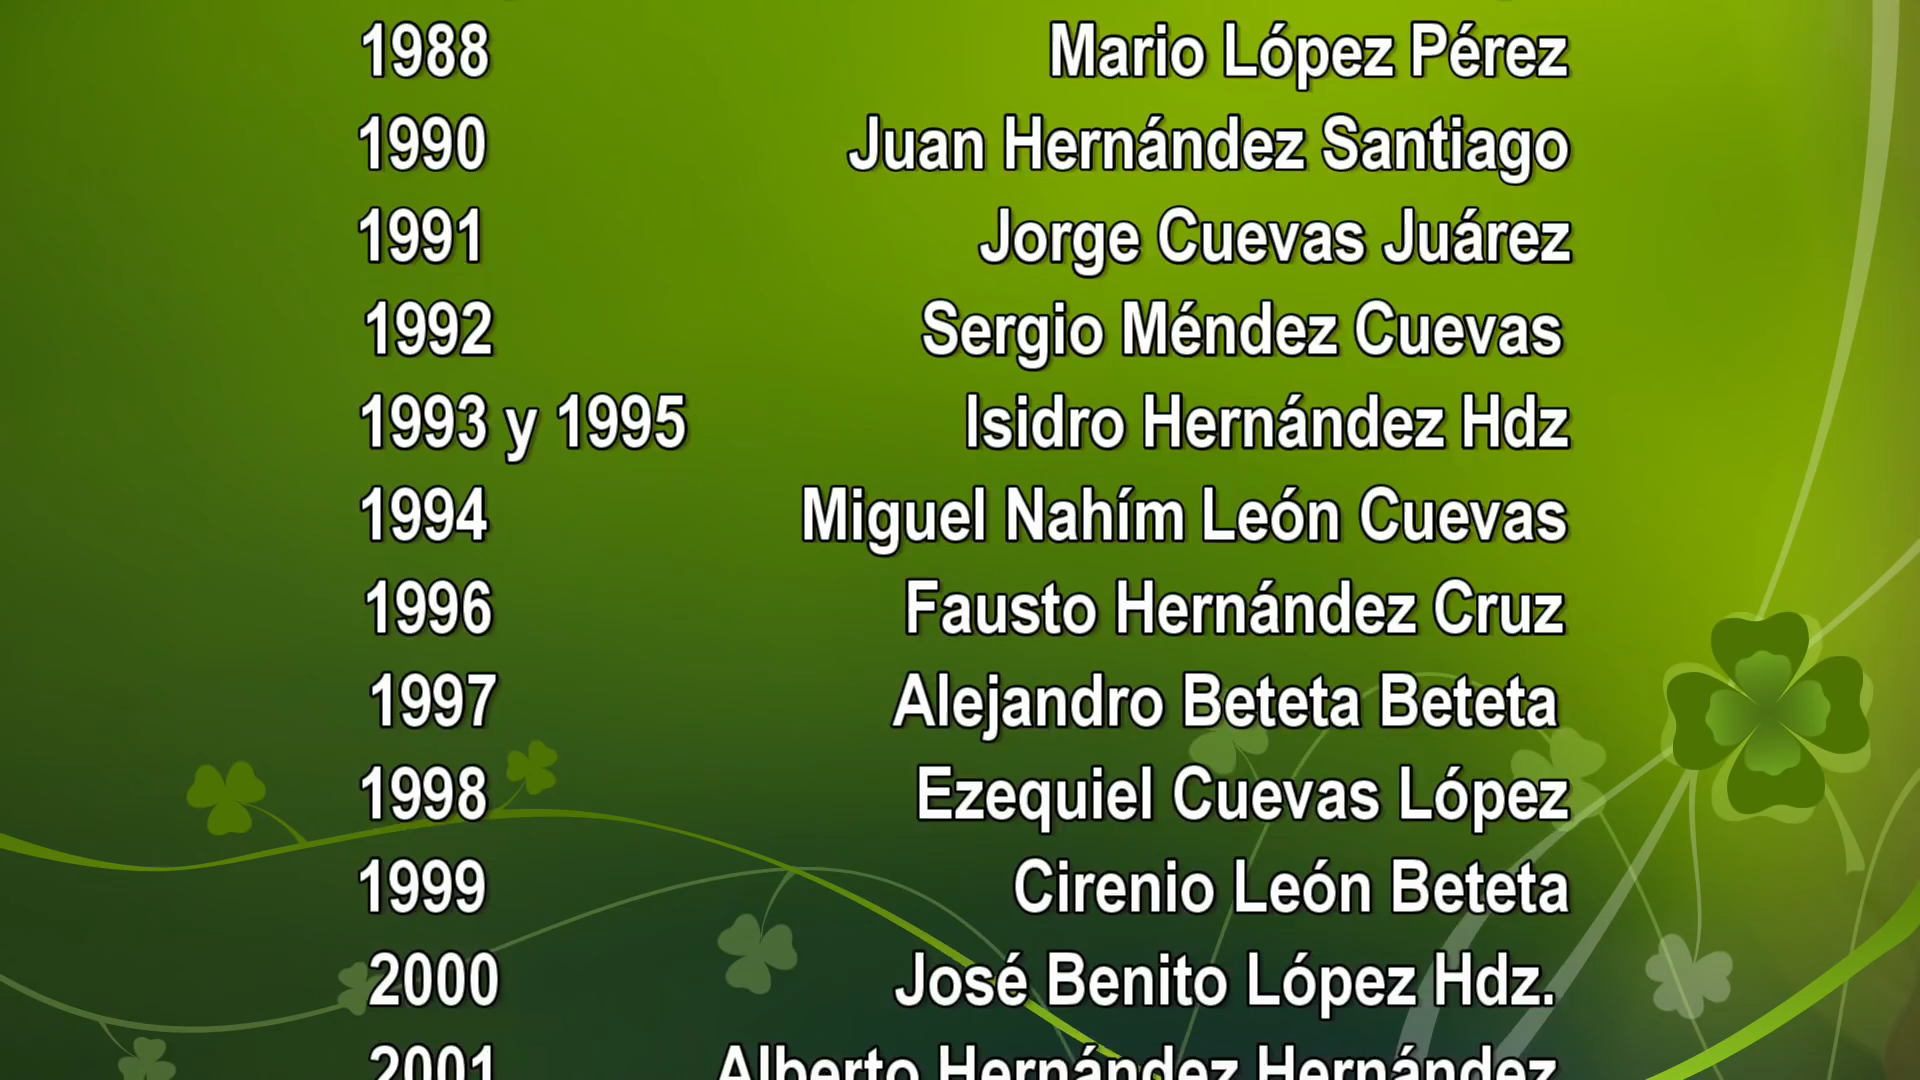 1988 Mario López Pérez
1990 Juan Hernández Santiago
1991 Jorge Cuevas Juárez
1992 Sergio Méndez Cuevas
1993 y 1995 Isidro Hernández Hdz
1994 Miguel Nahím León Cuevas
1996 Fausto Hernández Cruz
1997 Alejandro Beteta Beteta
1998 Ezequiel Cuevas López
1999 Cirenio León Beteta
2000 José Benito López Hdz.
2001 Alberto Hernández Hernández